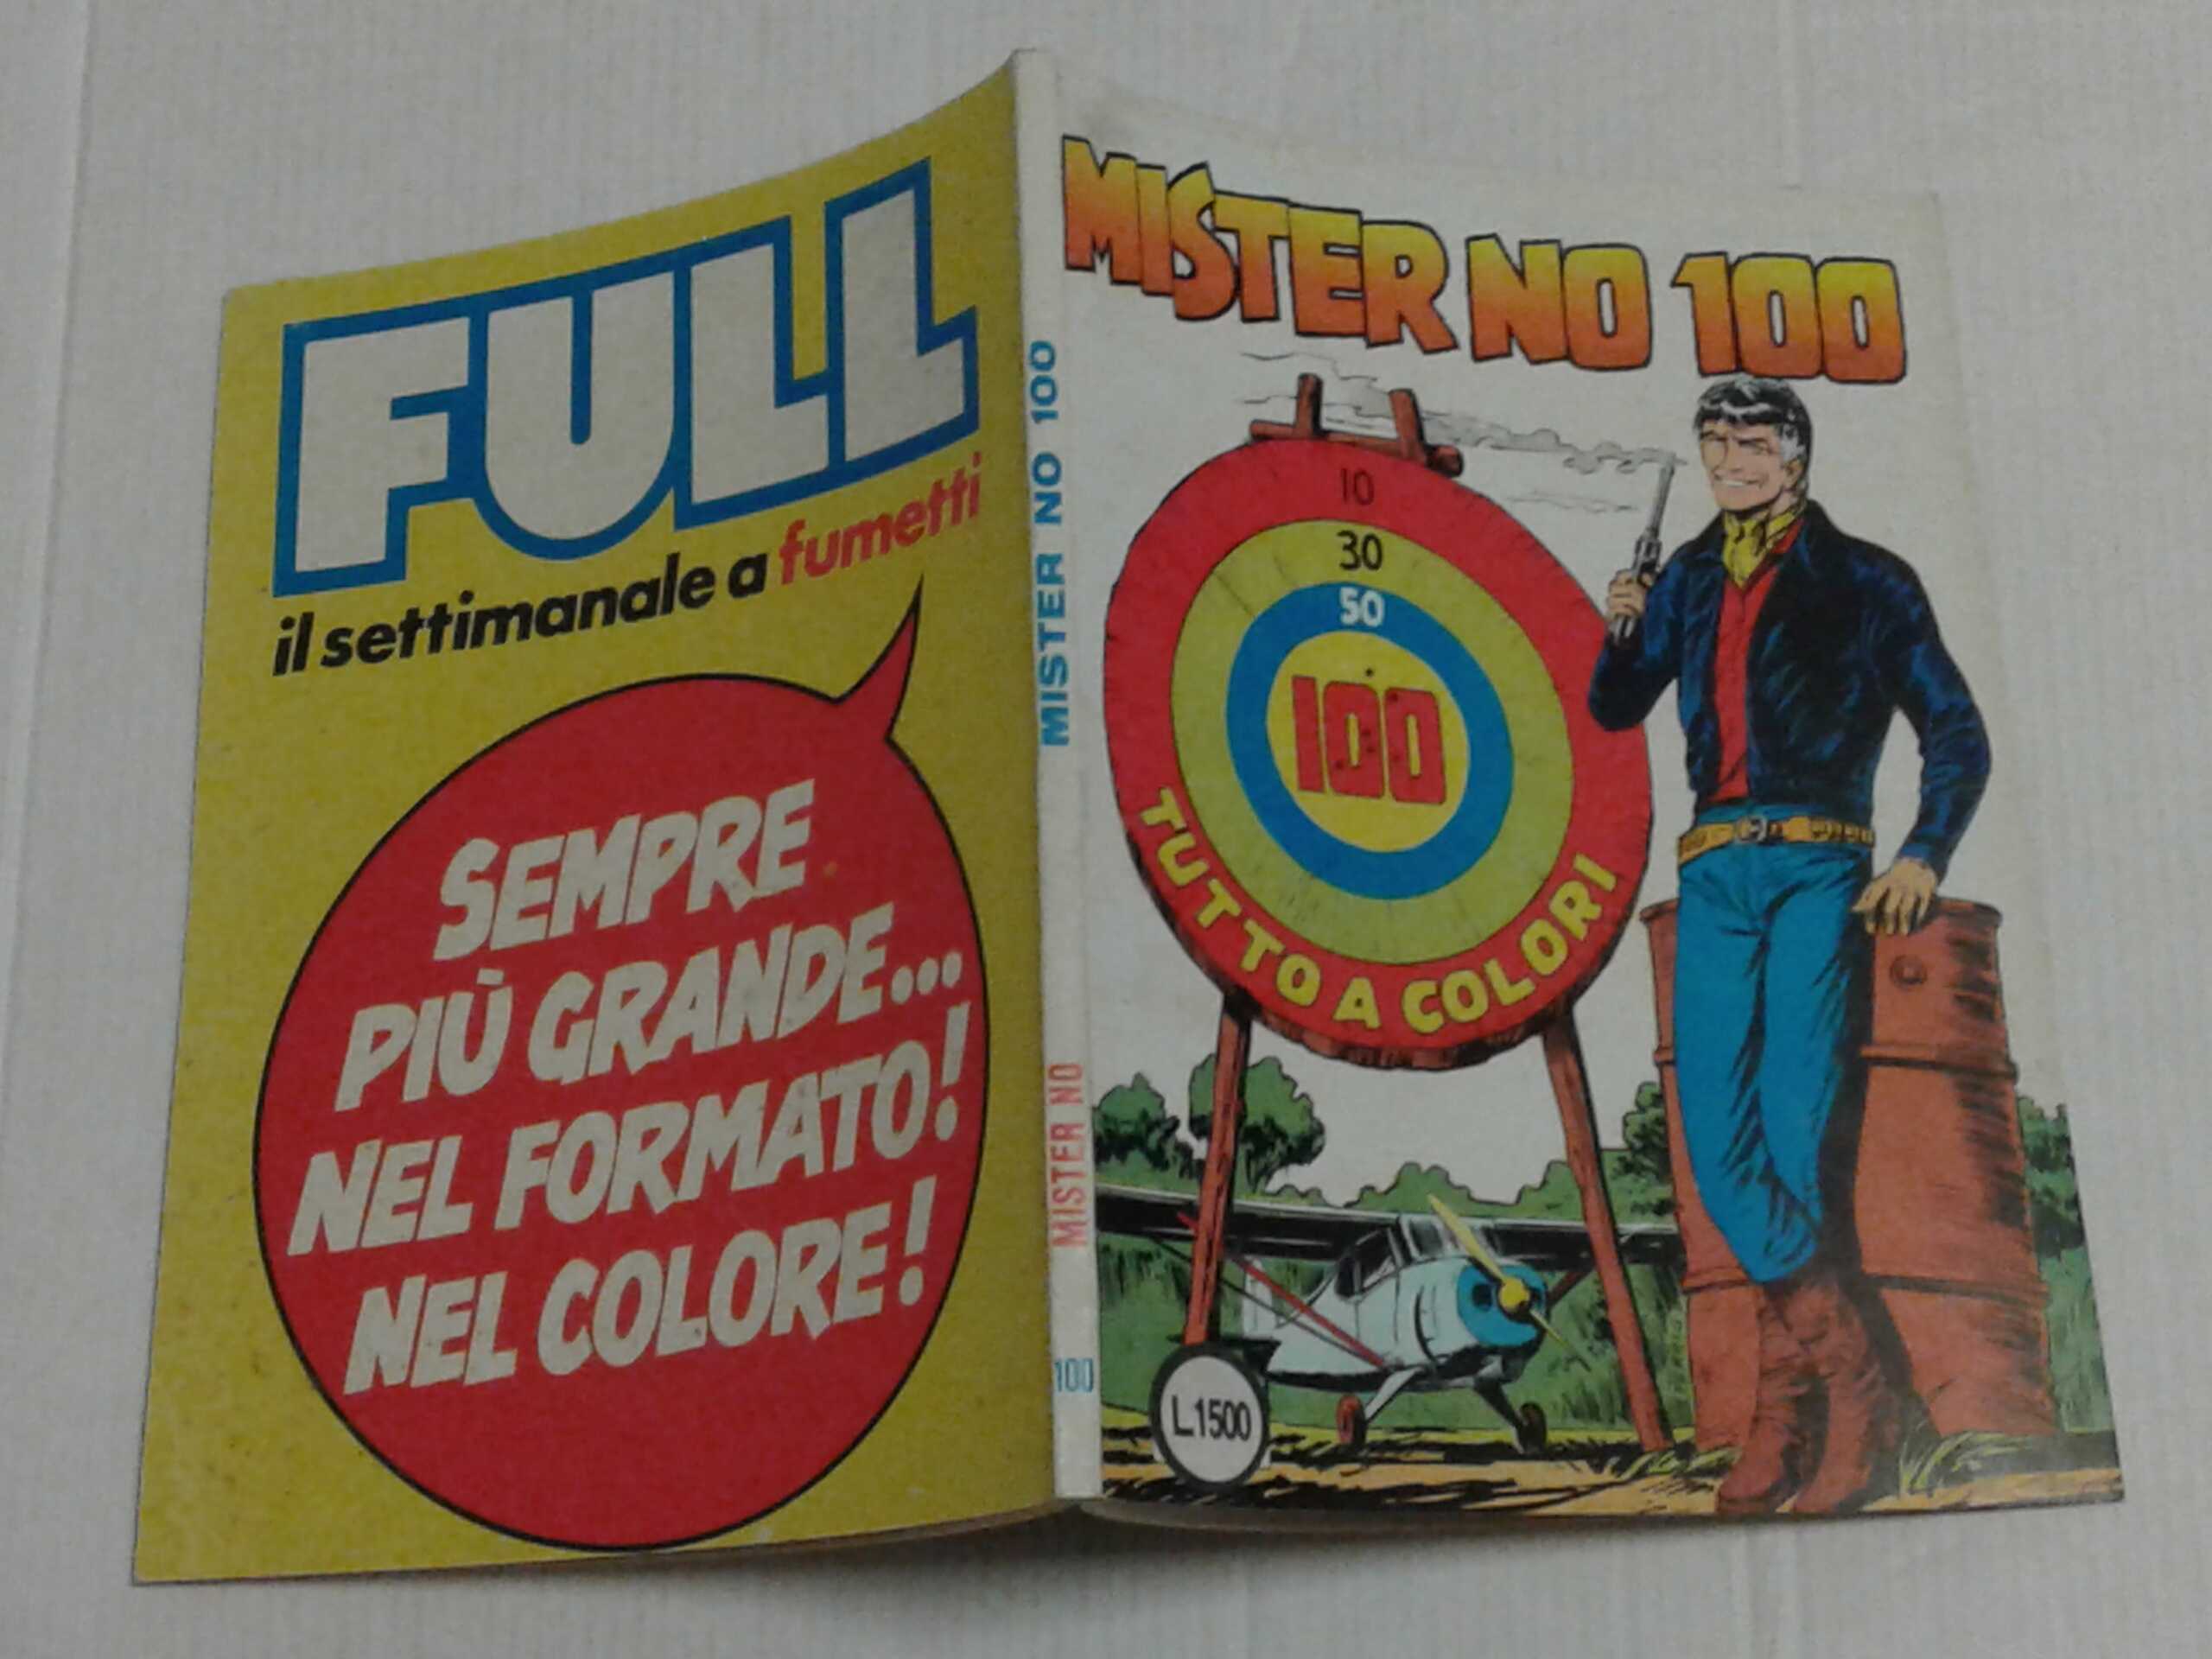 FULL
il settimanale a fumetti
SEMPRE
PIÙ GRANDE...
NEL FORMATO!
NEL COLORE!
MISTER NO 100
MISTER NO
100
MISTER NO 100
10
30
50
100
TUTTO A COLORI
L.1500